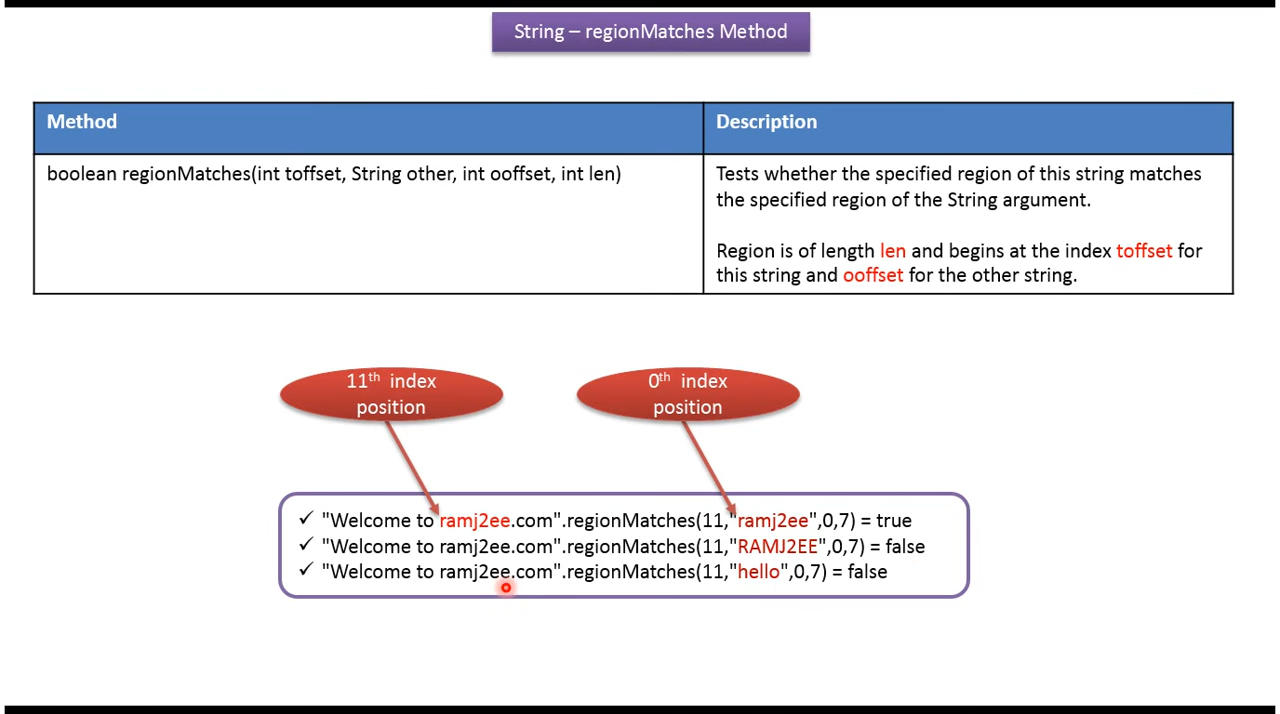 String – regionMatches Method
Method
Description
boolean regionMatches(int toffset, String other, int ooffset, int len)
Tests whether the specified region of this string matches
the specified region of the String argument.
Region is of length len and begins at the index toffset for
this string and ooffset for the other string.
11th index
position
0th index
position
✓ "Welcome to ramj2ee.com".regionMatches(11,"ramj2ee",0,7) = true
✓ "Welcome to ramj2ee.com".regionMatches(11,"RAMJ2EE",0,7) = false
✓ "Welcome to ramj2ee.com".regionMatches(11,"hello",0,7) = false